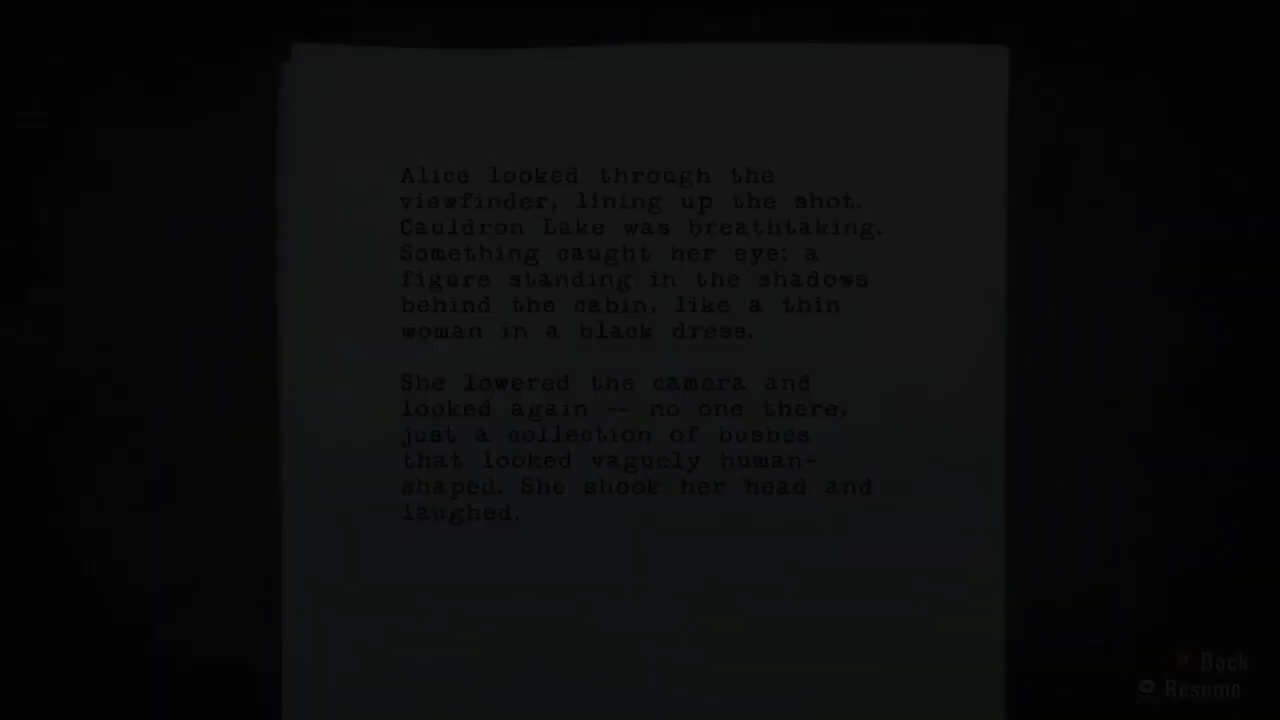 Alice looked through the
viewfinder, lining up the shot.
Cauldron Lake was breathtaking.
Something caught her eye: a
figure standing in the shadows
behind the cabin, like a thin
woman in a black dress.
She lowered the camera and
looked again -- no one there,
just a collection of bushes
that looked vaguely human-
shaped. She shook her head and
laughed.
Back
Resume